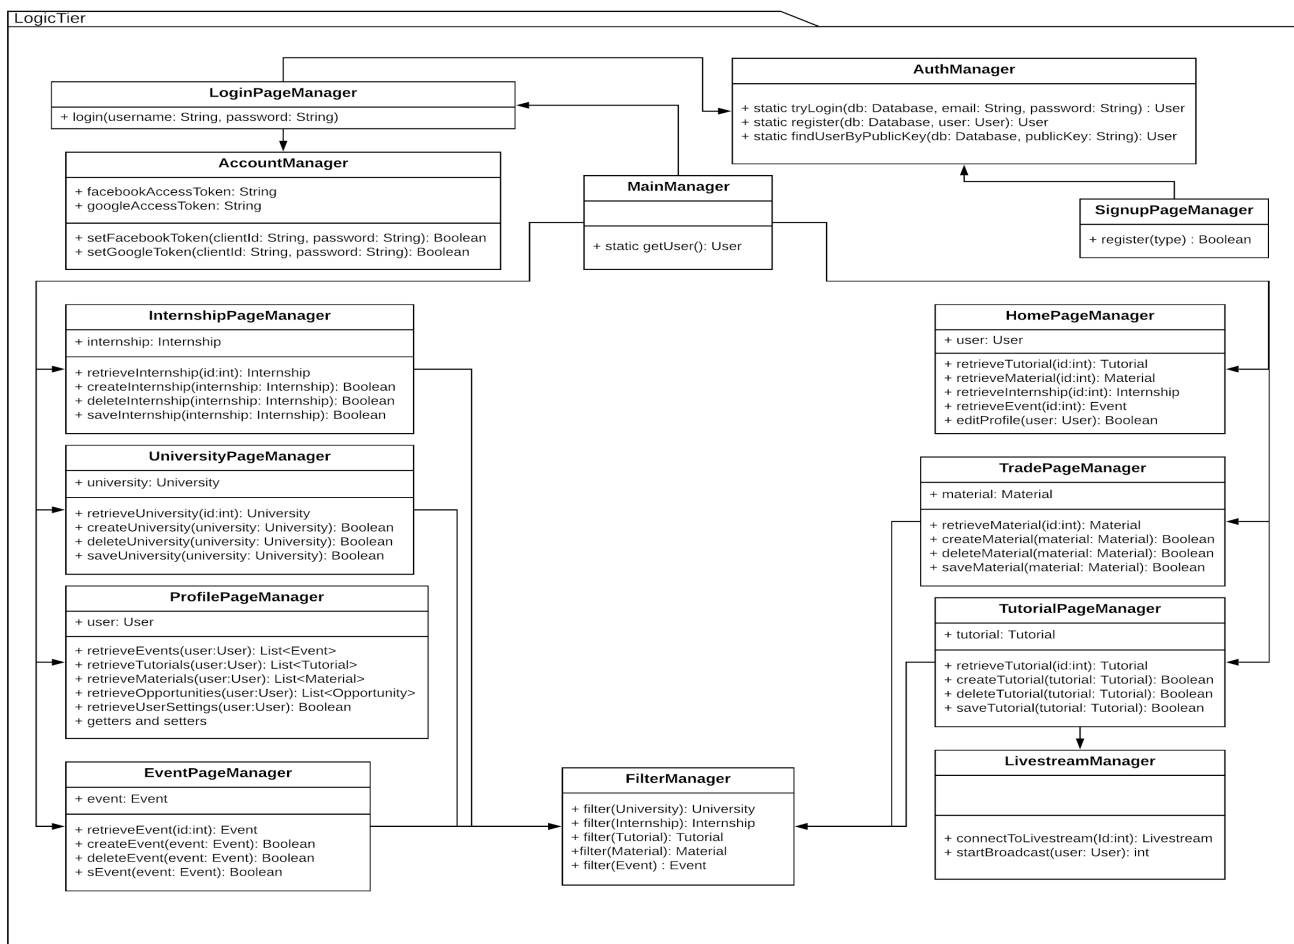 LogicTier
LoginPageManager
+ login(username: String, password: String)
AuthManager
+ static tryLogin(db: Database, email: String, password: String) : User
+ static register(db: Database, user: User): User
+ static findUserByPublicKey(db: Database, publicKey: String): User
AccountManager
+ facebookAccessToken: String
+ googleAccessToken: String
+ setFacebookToken(clientId: String, password: String): Boolean
+ setGoogleToken(clientId: String, password: String): Boolean
MainManager
+ static getUser(): User
SignupPageManager
+ register(type) : Boolean
InternshipPageManager
+ internship: Internship
+ retrieveInternship(id:int): Internship
+ createInternship(internship: Internship): Boolean
+ deleteInternship(internship: Internship): Boolean
+ saveInternship(internship: Internship): Boolean
HomePageManager
+ user: User
+ retrieveTutorial(id:int): Tutorial
+ retrieveMaterial(id:int): Material
+ retrieveInternship(id:int): Internship
+ retrieveEvent(id:int): Event
+ editProfile(user: User): Boolean
UniversityPageManager
+ university: University
+ retrieveUniversity(id:int): University
+ createUniversity(university: University): Boolean
+ deleteUniversity(university: University): Boolean
+ saveUniversity(university: University): Boolean
TradePageManager
+ material: Material
+ retrieveMaterial(id:int): Material
+ createMaterial(material: Material): Boolean
+ deleteMaterial(material: Material): Boolean
+ saveMaterial(material: Material): Boolean
ProfilePageManager
+ user: User
+ retrieveEvents(user:User): List<Event>
+ retrieveTutorials(user:User): List<Tutorial>
+ retrieveMaterials(user:User): List<Material>
+ retrieveOpportunities(user:User): List<Opportunity>
+ retrieveUserSettings(user:User): Boolean
+ getters and setters
TutorialPageManager
+ tutorial: Tutorial
+ retrieveTutorial(id:int): Tutorial
+ createTutorial(tutorial: Tutorial): Boolean
+ deleteTutorial(tutorial: Tutorial): Boolean
+ saveTutorial(tutorial: Tutorial): Boolean
EventPageManager
+ event: Event
+ retrieveEvent(id:int): Event
+ createEvent(event: Event): Boolean
+ deleteEvent(event: Event): Boolean
+ sEvent(event: Event): Boolean
FilterManager
+ filter(University): University
+ filter(Internship): Internship
+ filter(Tutorial): Tutorial
+filter(Material): Material
+ filter(Event) : Event
LivestreamManager
+ connectToLivestream(Id:int): Livestream
+ startBroadcast(user: User): int